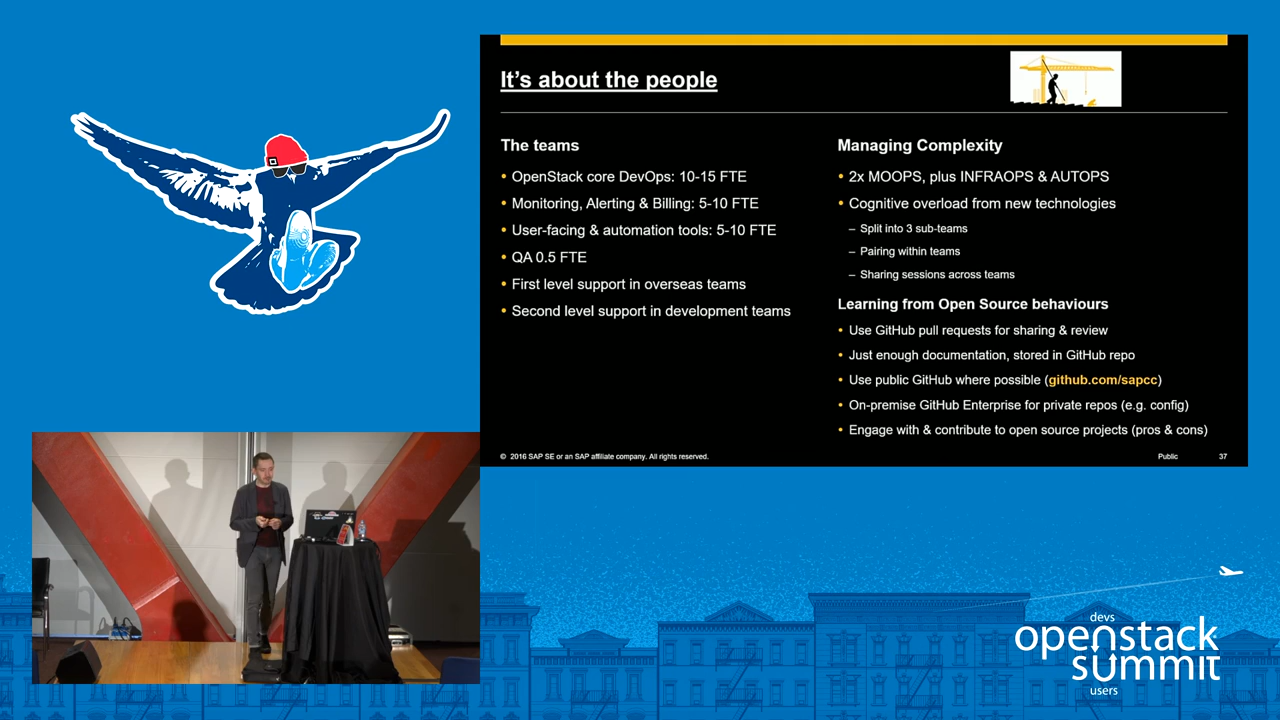 It's about the people
The teams
• OpenStack core DevOps: 10-15 FTE
• Monitoring, Alerting & Billing: 5-10 FTE
• User-facing & automation tools: 5-10 FTE
• QA 0.5 FTE
• First level support in overseas teams
• Second level support in development teams
Managing Complexity
• 2x MOOPS, plus INFRAOPS & AUTOPS
• Cognitive overload from new technologies
– Split into 3 sub-teams
– Pairing within teams
– Sharing sessions across teams
Learning from Open Source behaviours
• Use GitHub pull requests for sharing & review
• Just enough documentation, stored in GitHub repo
• Use public GitHub where possible (github.com/sapcc)
• On-premise GitHub Enterprise for private repos (e.g. config)
• Engage with & contribute to open source projects (pros & cons)
© 2016 SAP SE or an SAP affiliate company. All rights reserved.
Public
37
devs
openstack
summit
users